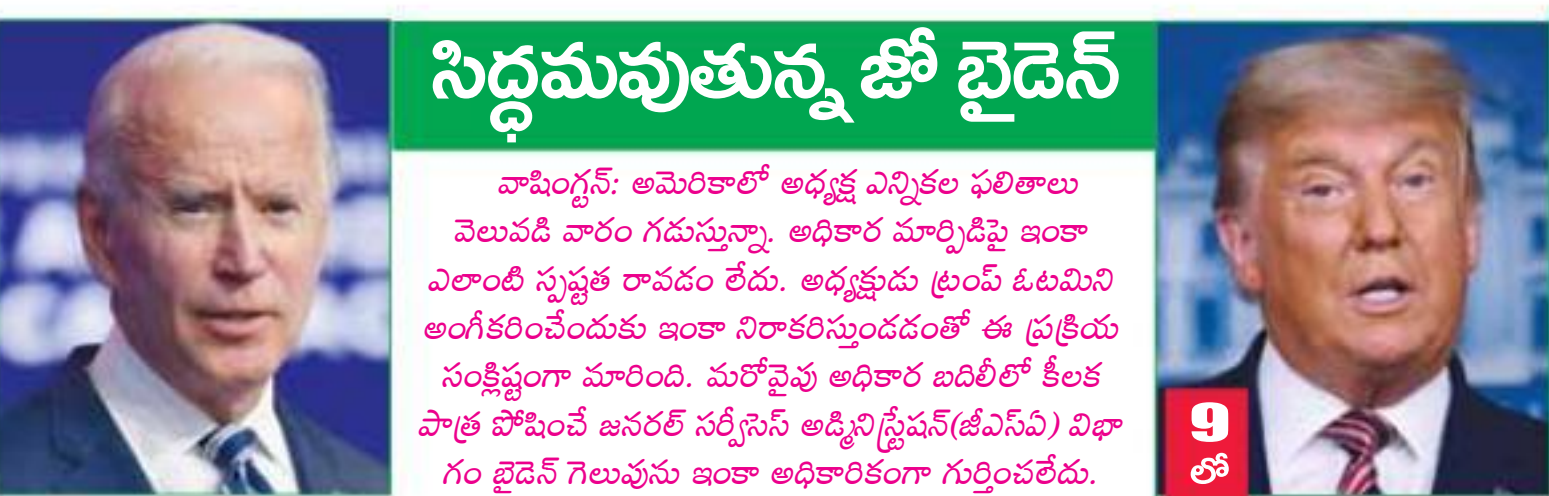 సిద్ధమవుతున్న జో బైడెన్
వాషింగ్టన్: అమెరికాలో అధ్యక్ష ఎన్నికల ఫలితాలు
వెలువడి వారం గడుస్తున్నా. అధికార మార్పిడిపై ఇంకా
ఎలాంటి స్పష్టత రావడం లేదు. అధ్యక్షుడు ట్రంప్ ఓటమిని
అంగీకరించేందుకు ఇంకా నిరాకరిస్తుండడంతో ఈ ప్రక్రియ
సంక్లిష్టంగా మారింది. మరోవైపు అధికార బదిలీలో కీలక
పాత్ర పోషించే జనరల్ సర్వీసెస్ అడ్మినిస్ట్రేషన్(జీఎస్ఏ) విభా
గం బైడెన్ గెలువును ఇంకా అధికారికంగా గుర్తించలేదు.
9
లో